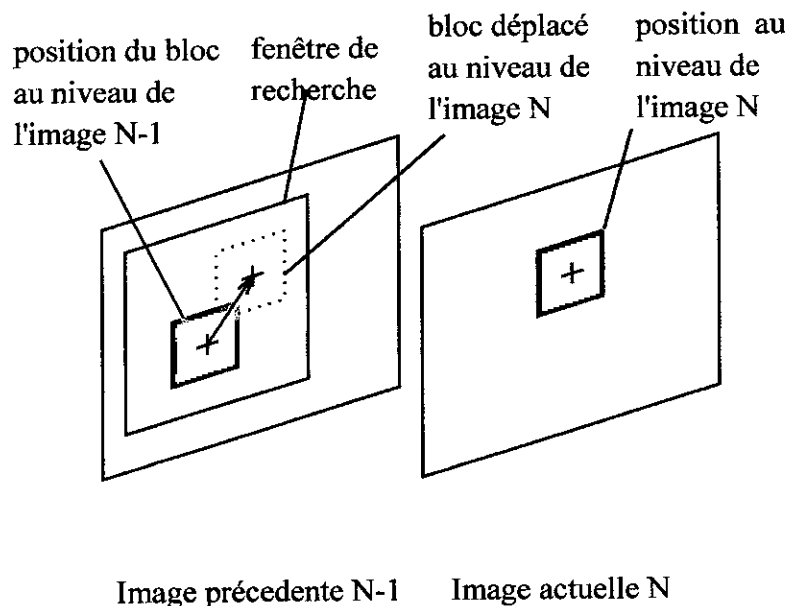 position du bloc
au niveau de
l'image N-1
fenêtre de
recherche
bloc déplacé
au niveau de
l'image N
position au
niveau de
l'image N
Image précedente N-1
Image actuelle N